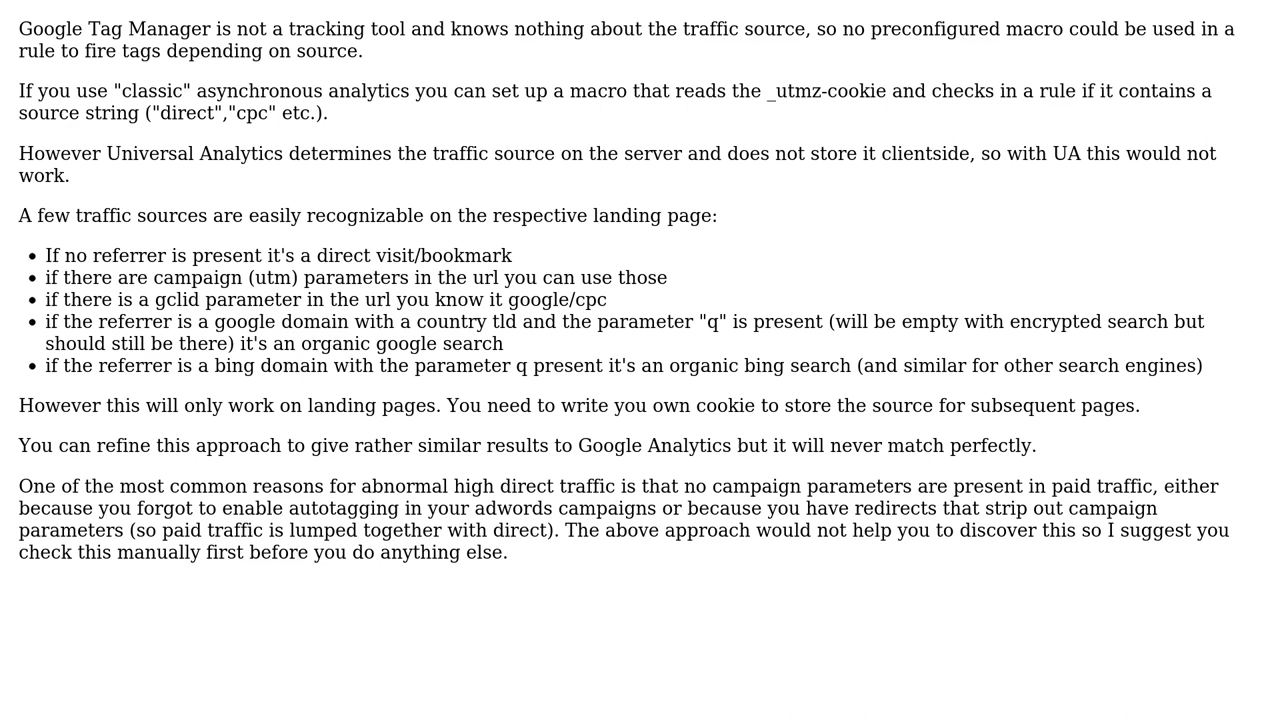 Google Tag Manager is not a tracking tool and knows nothing about the traffic source, so no preconfigured macro could be used in a
rule to fire tags depending on source.
If you use "classic" asynchronous analytics you can set up a macro that reads the _utmz-cookie and checks in a rule if it contains a
source string ("direct","cpc" etc.).
However Universal Analytics determines the traffic source on the server and does not store it clientside, so with UA this would not
work.
A few traffic sources are easily recognizable on the respective landing page:
• If no referrer is present it's a direct visit/bookmark
• if there are campaign (utm) parameters in the url you can use those
• if there is a gclid parameter in the url you know it google/cpc
• if the referrer is a google domain with a country tld and the parameter "q" is present (will be empty with encrypted search but
should still be there) it's an organic google search
• if the referrer is a bing domain with the parameter q present it's an organic bing search (and similar for other search engines)
However this will only work on landing pages. You need to write you own cookie to store the source for subsequent pages.
You can refine this approach to give rather similar results to Google Analytics but it will never match perfectly.
One of the most common reasons for abnormal high direct traffic is that no campaign parameters are present in paid traffic, either
because you forgot to enable autotagging in your adwords campaigns or because you have redirects that strip out campaign
parameters (so paid traffic is lumped together with direct). The above approach would not help you to discover this so I suggest you
check this manually first before you do anything else.